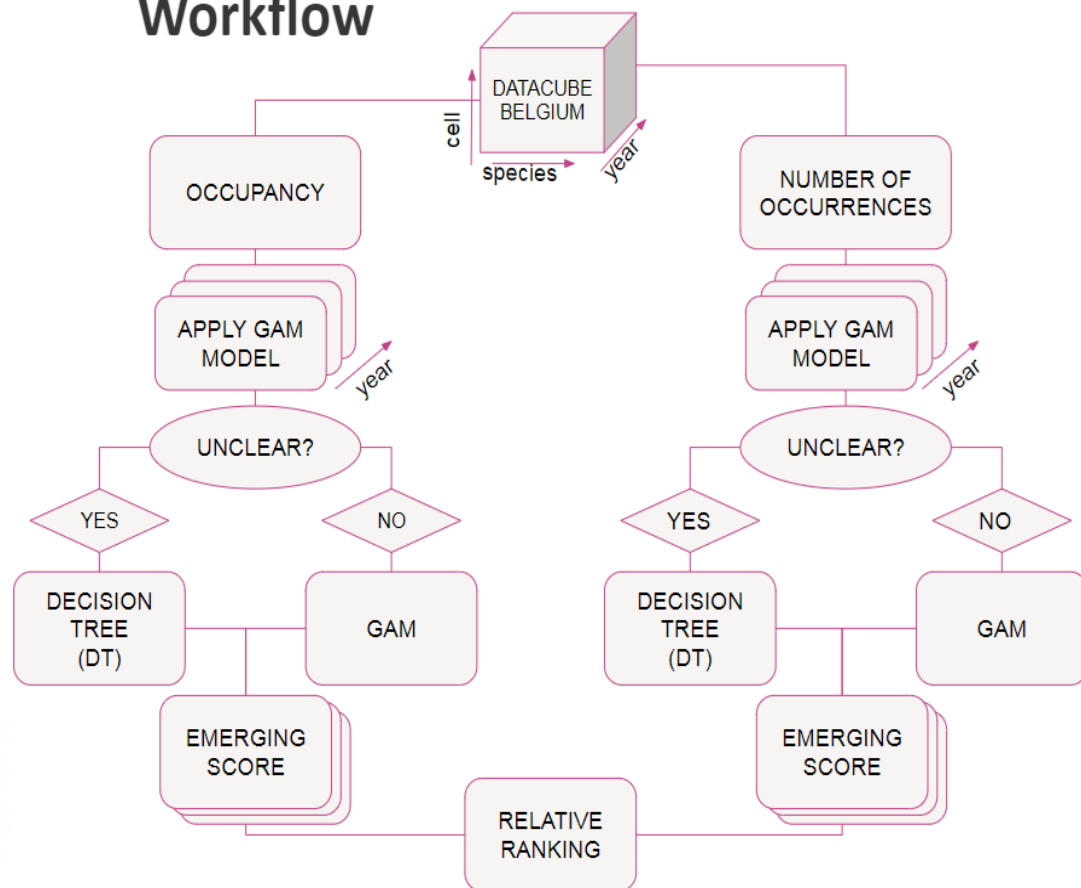 Workflow
DATACUBE
BELGIUM
cell
species
year
OCCUPANCY
NUMBER OF
OCCURRENCES
APPLY GAM
MODEL
year
APPLY GAM
MODEL
year
UNCLEAR?
UNCLEAR?
YES
NO
YES
NO
DECISION
TREE
(DT)
GAM
DECISION
TREE
(DT)
GAM
EMERGING
SCORE
EMERGING
SCORE
RELATIVE
RANKING